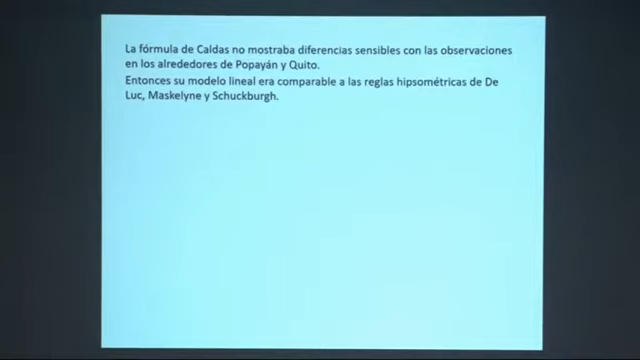 La fórmula de Caldas no mostraba diferencias sensibles con las observaciones
en los alrededores de Popayán y Quito.
Entonces su modelo lineal era comparable a las reglas hipsométricas de De
Luc, Maskelyne y Schuckburgh.